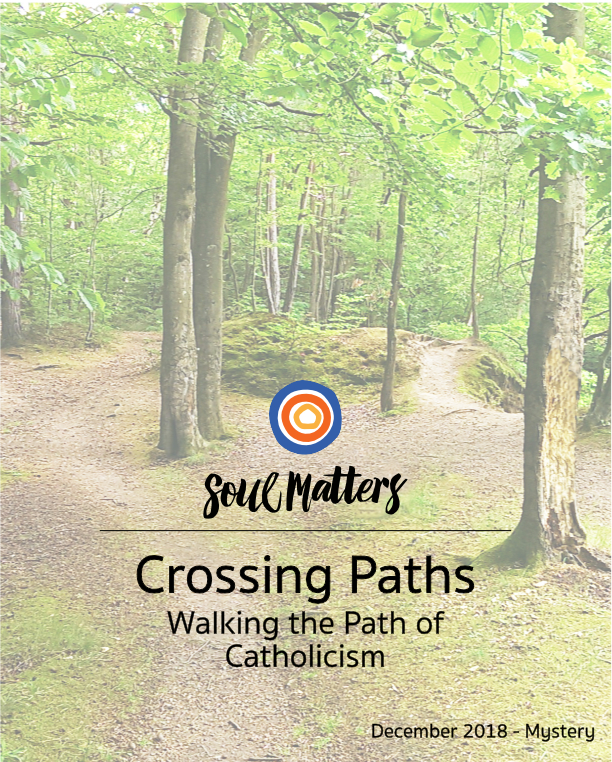 Soul Matters
Crossing Paths
Walking the Path of
Catholicism
December 2018 - Mystery